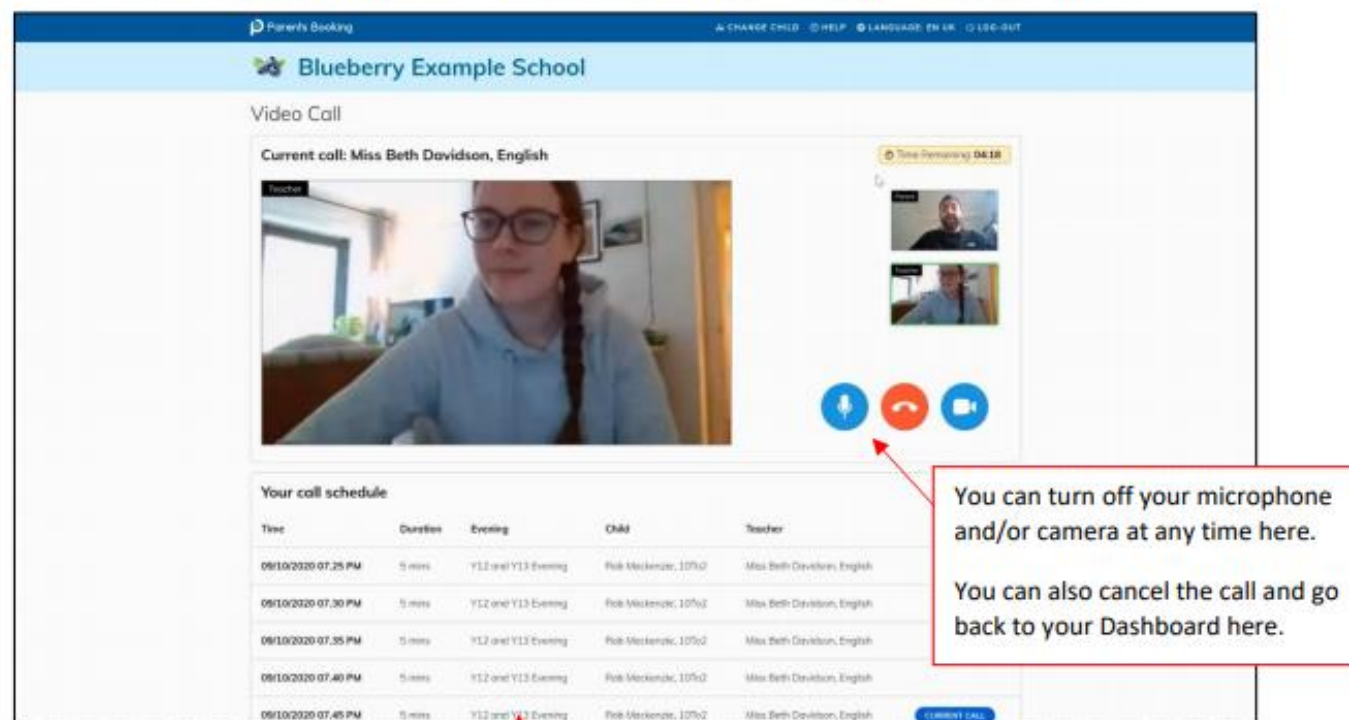 Parents Booking
CHANGE CHILD HELP LANGUAGE: EN UK LOG-OUT
Blueberry Example School
Video Call
Current call: Miss Beth Davidson, English
Time Remaining: 04:18
Teacher
Parent
Teacher
You can turn off your microphone
and/or camera at any time here.
You can also cancel the call and go
back to your Dashboard here.
Your call schedule
Time Duration Evening Child Teacher
09/10/2020 07.25 PM 5 mins Y12 and Y13 Evening Rob Mackenzie, Miss Beth Davidson, English
09/10/2020 07.30 PM 5 mins Y12 and Y13 Evening Rob Mackenzie, Miss Beth Davidson, English
09/10/2020 07.35 PM 5 mins Y12 and Y13 Evening Rob Mackenzie, Miss Beth Davidson, English
09/10/2020 07.40 PM 5 mins Y12 and Y13 Evening Rob Mackenzie, Miss Beth Davidson, English
09/10/2020 07.45 PM 5 mins Y12 and Y13 Evening Rob Mackenzie, Miss Beth Davidson, English CURRENT CALL